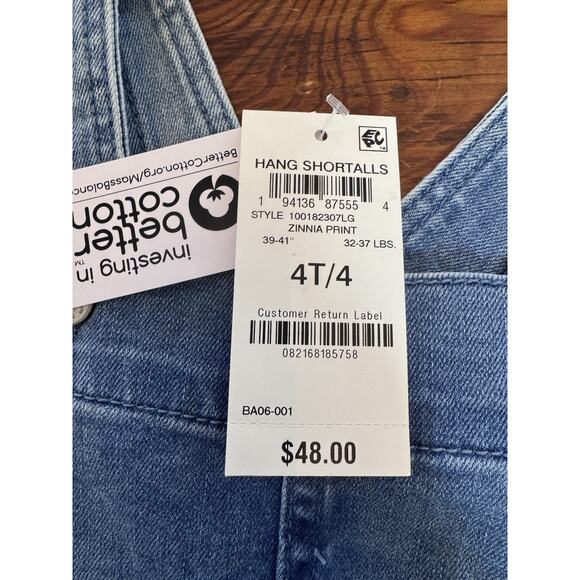 HANG SHORTALLS
1 94136 87555 4
STYLE 100182307LG
ZINNIA PRINT
39-41" 32-37 LBS.
4T/4
Customer Return Label
082168185758
BA06-001
$48.00
investing in
better
cotton™
BetterCotton.org/MassBalance